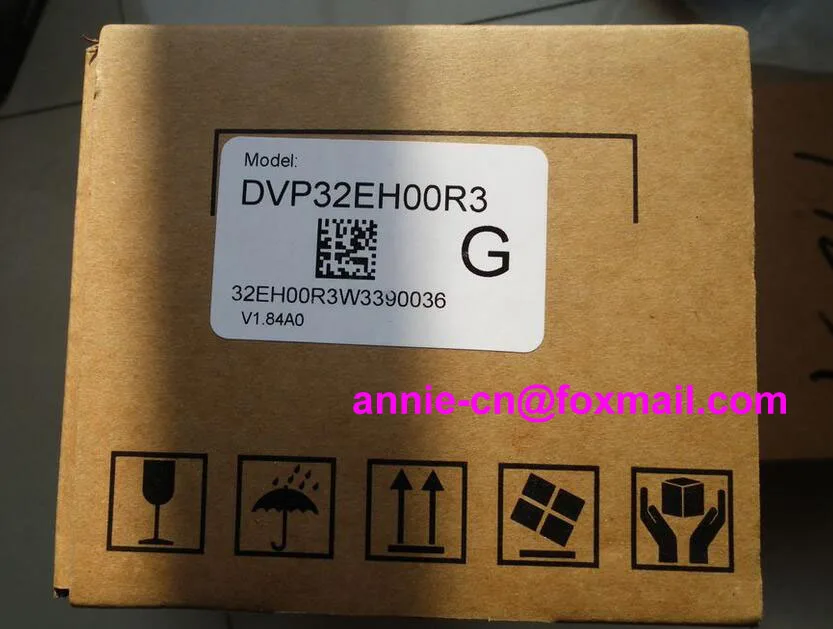 Model:
DVP32EH00R3
G
32EH00R3W3390036
V1.84A0
annie-cn@foxmail.com